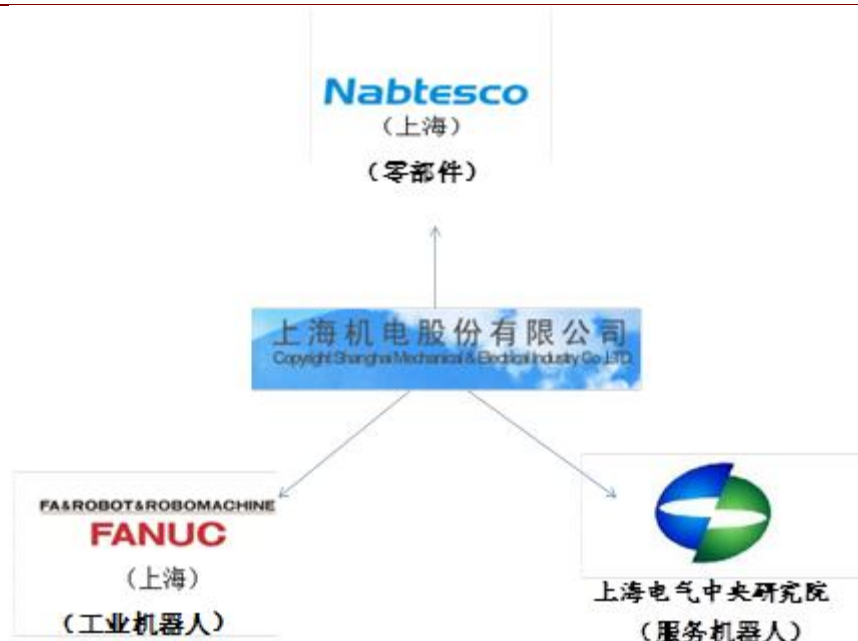 Nabtesco
（上海）
（零部件）
上海机电股份有限公司
Copyright Shanghai Mechanical & Electrical Industry Co.,LTD.
FA&ROBOT&ROBOMACHINE
FANUC
（上海）
（工业机器人）
上海电气中央研究院
（服务机器人）